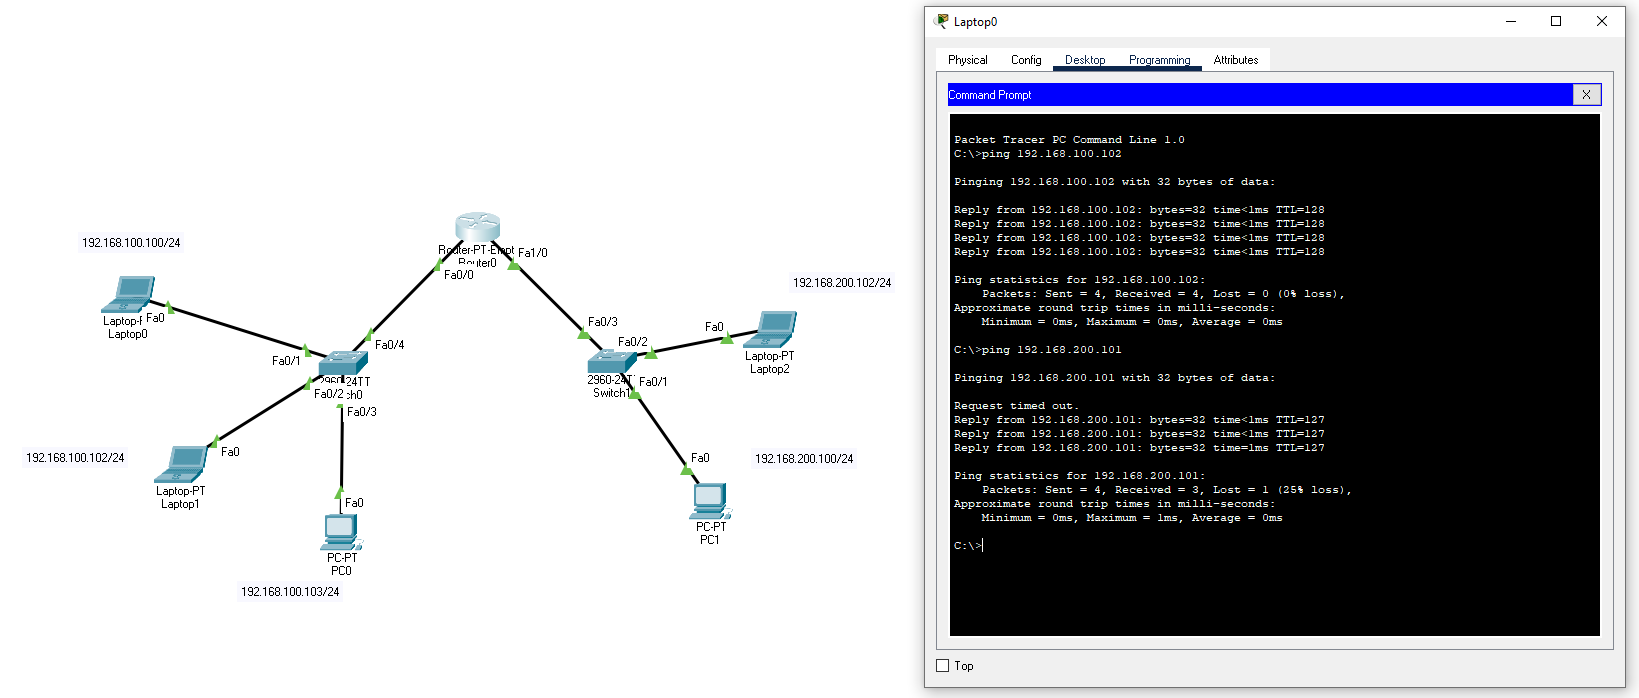 192.168.100.100/24
Fa0
Laptop0
Fa0/1
Fa0/4
2960-24TT
Fa0/2
Fa0/3
192.168.100.102/24
Fa0
Laptop-PT
Laptop1
Fa0
PC-PT
PC0
192.168.100.103/24
Router0
Fa0/0
Fa1/0
Fa0/3
Fa0/2
Fa0/1
Switch1
192.168.200.102/24
Fa0
Laptop-PT
Laptop2
Fa0
192.168.200.100/24
PC-PT
PC1
Laptop0
Physical Config Desktop Programming Attributes
Command Prompt
X
Packet Tracer PC Command Line 1.0
C:\>ping 192.168.100.102
Pinging 192.168.100.102 with 32 bytes of data:
Reply from 192.168.100.102: bytes=32 time<1ms TTL=128
Reply from 192.168.100.102: bytes=32 time<1ms TTL=128
Reply from 192.168.100.102: bytes=32 time<1ms TTL=128
Reply from 192.168.100.102: bytes=32 time<1ms TTL=128
Ping statistics for 192.168.100.102:
Packets: Sent = 4, Received = 4, Lost = 0 (0% loss),
Approximate round trip times in milli-seconds:
Minimum = 0ms, Maximum = 0ms, Average = 0ms
C:\>ping 192.168.200.101
Pinging 192.168.200.101 with 32 bytes of data:
Request timed out.
Reply from 192.168.200.101: bytes=32 time<1ms TTL=127
Reply from 192.168.200.101: bytes=32 time<1ms TTL=127
Reply from 192.168.200.101: bytes=32 time=1ms TTL=127
Ping statistics for 192.168.200.101:
Packets: Sent = 4, Received = 3, Lost = 1 (25% loss),
Approximate round trip times in milli-seconds:
Minimum = 0ms, Maximum = 1ms, Average = 0ms
C:\>
Top